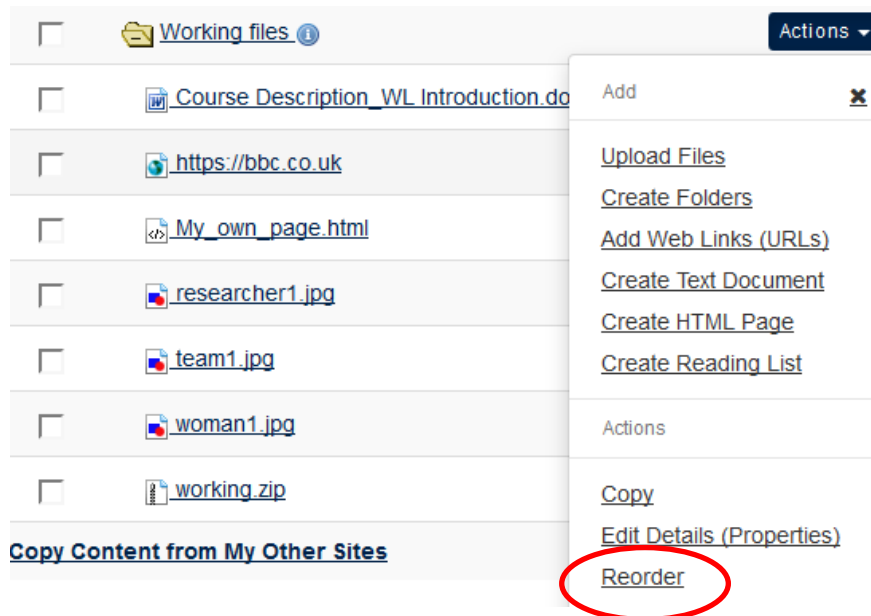 Working files
Actions
Course Description_WL Introduction.do
https://bbc.co.uk
My_own_page.html
researcher1.jpg
team1.jpg
woman1.jpg
working.zip
Copy Content from My Other Sites
Add
Upload Files
Create Folders
Add Web Links (URLs)
Create Text Document
Create HTML Page
Create Reading List
Actions
Copy
Edit Details (Properties)
Reorder